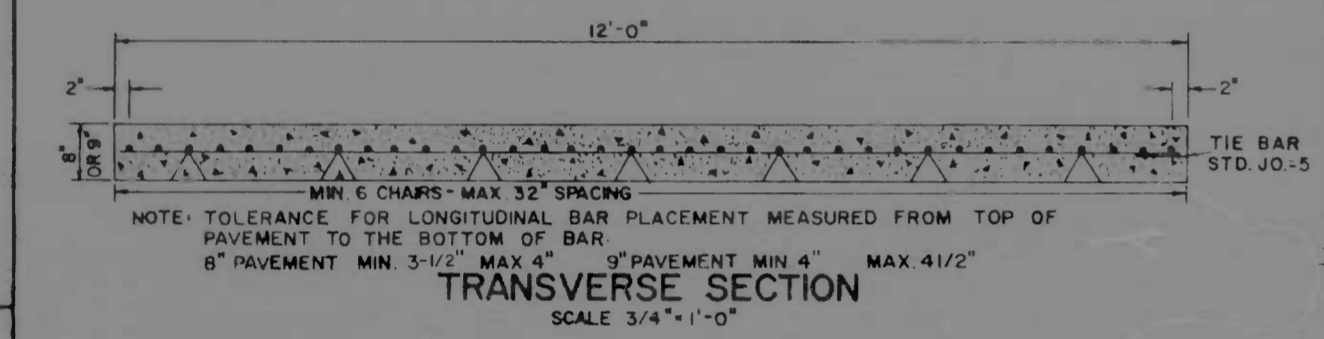 12'-0"
2"
2"
8"
OR 9"
TIE BAR
STD. JO.-5
MIN. 6 CHAIRS - MAX. 32" SPACING
NOTE: TOLERANCE FOR LONGITUDINAL BAR PLACEMENT MEASURED FROM TOP OF
PAVEMENT TO THE BOTTOM OF BAR.
8" PAVEMENT MIN. 3-1/2" MAX 4" 9" PAVEMENT MIN 4" MAX. 4 1/2"
TRANSVERSE SECTION
SCALE 3/4" = 1'-0"